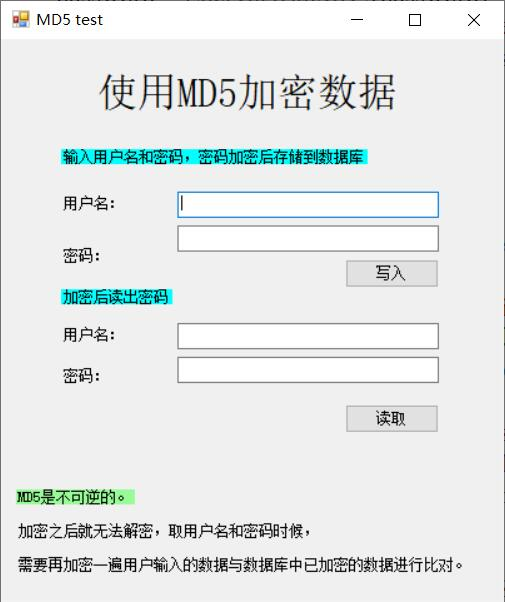 MD5 test
使用MD5加密数据
输入用户名和密码，密码加密后存储到数据库
用户名：
密码：
写入
加密后读出密码
用户名：
密码：
读取
MD5是不可逆的。
加密之后就无法解密，取用户名和密码时候，
需要再加密一遍用户输入的数据与数据库中已加密的数据进行比对。